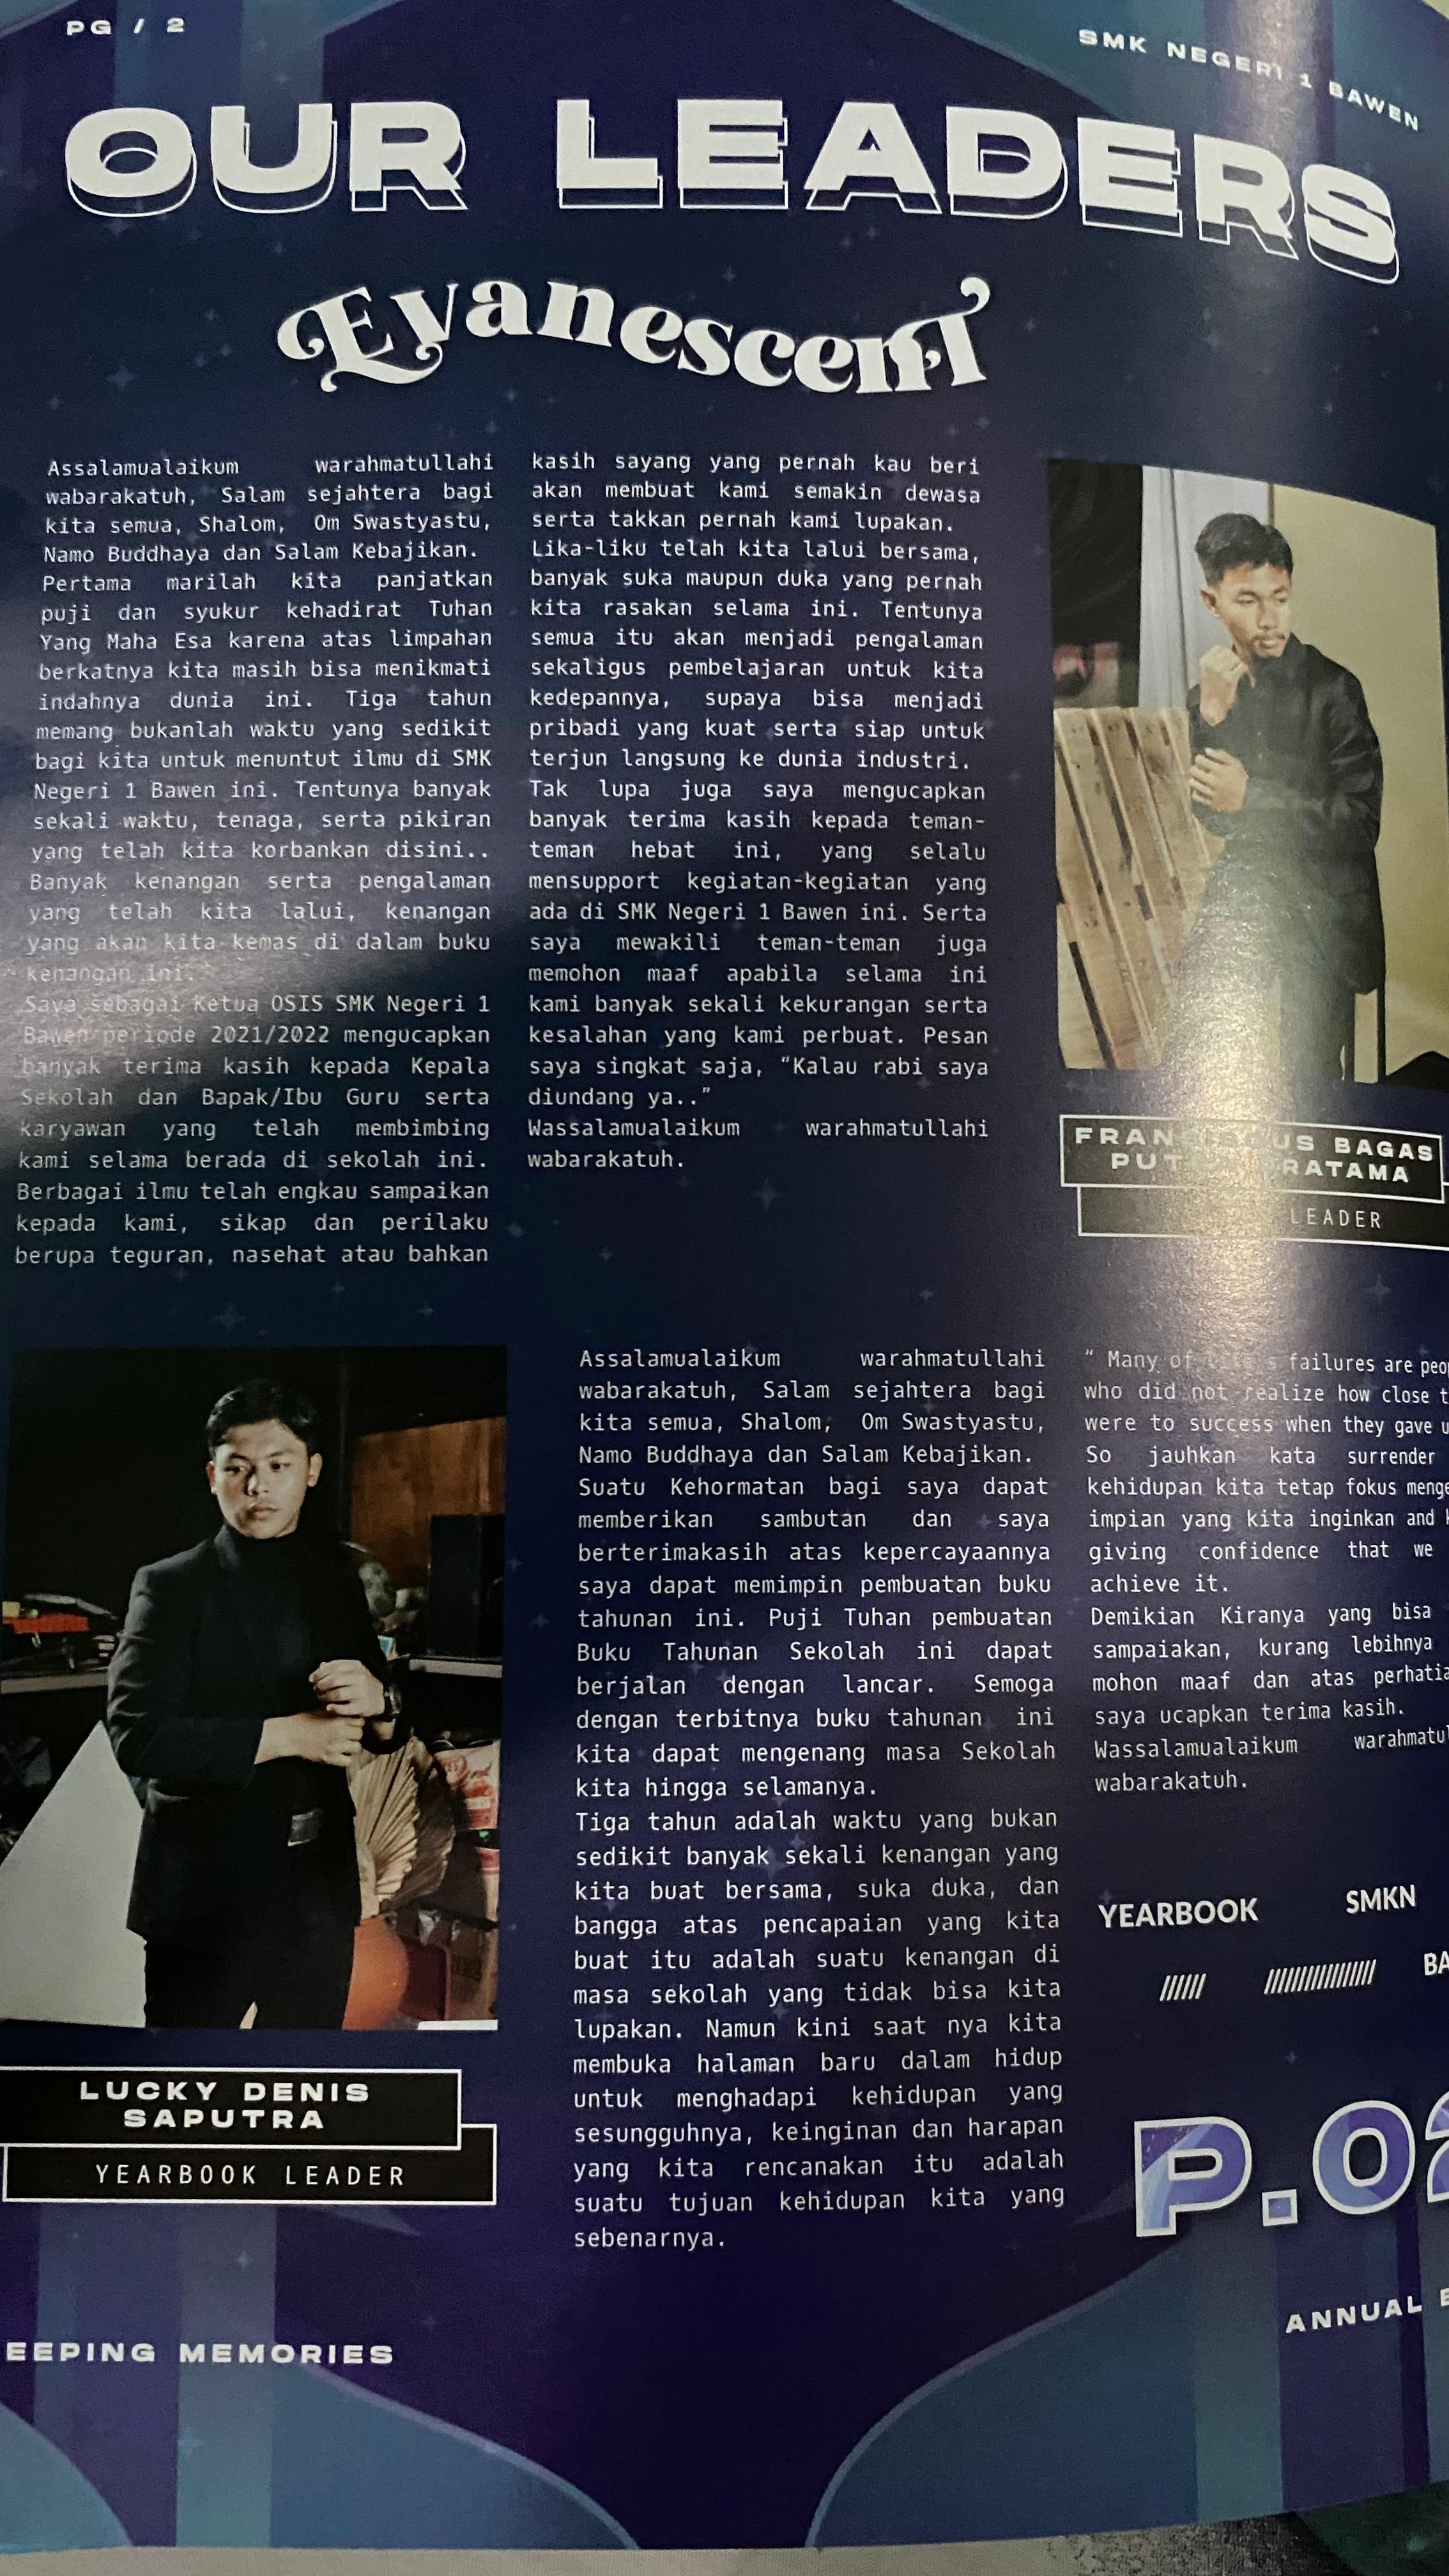 PG / 2
SMK NEGERI 1 BAWEN
OUR LEADERS
Evanescent
Assalamualaikum warahmatullahi
wabarakatuh, Salam sejahtera bagi
kita semua, Shalom, Om Swastyastu,
Namo Buddhaya dan Salam Kebajikan.
Pertama marilah kita panjatkan
puji dan syukur kehadirat Tuhan
Yang Maha Esa karena atas limpahan
berkatnya kita masih bisa menikmati
indahnya dunia ini. Tiga tahun
memang bukanlah waktu yang sedikit
bagi kita untuk menuntut ilmu di SMK
Negeri 1 Bawen ini. Tentunya banyak
sekali waktu, tenaga, serta pikiran
yang telah kita korbankan disini..
Banyak kenangan serta pengalaman
yang telah kita lalui, kenangan
yang akan kita kemas di dalam buku
kenangan ini.
Saya sebagai Ketua OSIS SMK Negeri 1
Bawen periode 2021/2022 mengucapkan
banyak terima kasih kepada Kepala
Sekolah dan Bapak/Ibu Guru serta
karyawan yang telah membimbing
kami selama berada di sekolah ini.
Berbagai ilmu telah engkau sampaikan
kepada kami, sikap dan perilaku
berupa teguran, nasehat atau bahkan
kasih sayang yang pernah kau beri
akan membuat kami semakin dewasa
serta takkan pernah kami lupakan.
Lika-liku telah kita lalui bersama,
banyak suka maupun duka yang pernah
kita rasakan selama ini. Tentunya
semua itu akan menjadi pengalaman
sekaligus pembelajaran untuk kita
kedepannya, supaya bisa menjadi
pribadi yang kuat serta siap untuk
terjun langsung ke dunia industri.
Tak lupa juga saya mengucapkan
banyak terima kasih kepada teman-
teman hebat ini, yang selalu
mensupport kegiatan-kegiatan yang
ada di SMK Negeri 1 Bawen ini. Serta
saya mewakili teman-teman juga
memohon maaf apabila selama ini
kami banyak sekali kekurangan serta
kesalahan yang kami perbuat. Pesan
saya singkat saja, "Kalau rabi saya
diundang ya.."
Wassalamualaikum warahmatullahi
wabarakatuh.
BAGAS
LEADER
LUCKY DENIS
SAPUTRA
YEARBOOK LEADER
Assalamualaikum warahmatullahi
wabarakatuh, Salam sejahtera bagi
kita semua, Shalom, Om Swastyastu,
Namo Buddhaya dan Salam Kebajikan.
Suatu Kehormatan bagi saya dapat
memberikan sambutan dan saya
berterimakasih atas kepercayaannya
saya dapat memimpin pembuatan buku
tahunan ini. Puji Tuhan pembuatan
Buku Tahunan Sekolah ini dapat
berjalan dengan lancar. Semoga
dengan terbitnya buku tahunan ini
kita dapat mengenang masa Sekolah
kita hingga selamanya.
Tiga tahun adalah waktu yang bukan
sedikit banyak sekali kenangan yang
kita buat bersama, suka duka, dan
bangga atas pencapaian yang kita
buat itu adalah suatu kenangan di
masa sekolah yang tidak bisa kita
lupakan. Namun kini saat nya kita
membuka halaman baru dalam hidup
untuk menghadapi kehidupan yang
sesungguhnya, keinginan dan harapan
yang kita rencanakan itu adalah
suatu tujuan kehidupan kita yang
sebenarnya.
" Many of failures are
who did not realize how close
were to success when they gave
So jauhkan kata surrender
kehidupan kita tetap fokus
impian yang kita inginkan and
giving confidence that we
achieve it.
Demikian Kiranya yang bisa
sampaiakan, kurang lebihnya
mohon maaf dan atas
saya ucapkan terima kasih.
Wassalamualaikum
wabarakatuh.
YEARBOOK SMKN
P.02
ANNUAL
MEMORIES